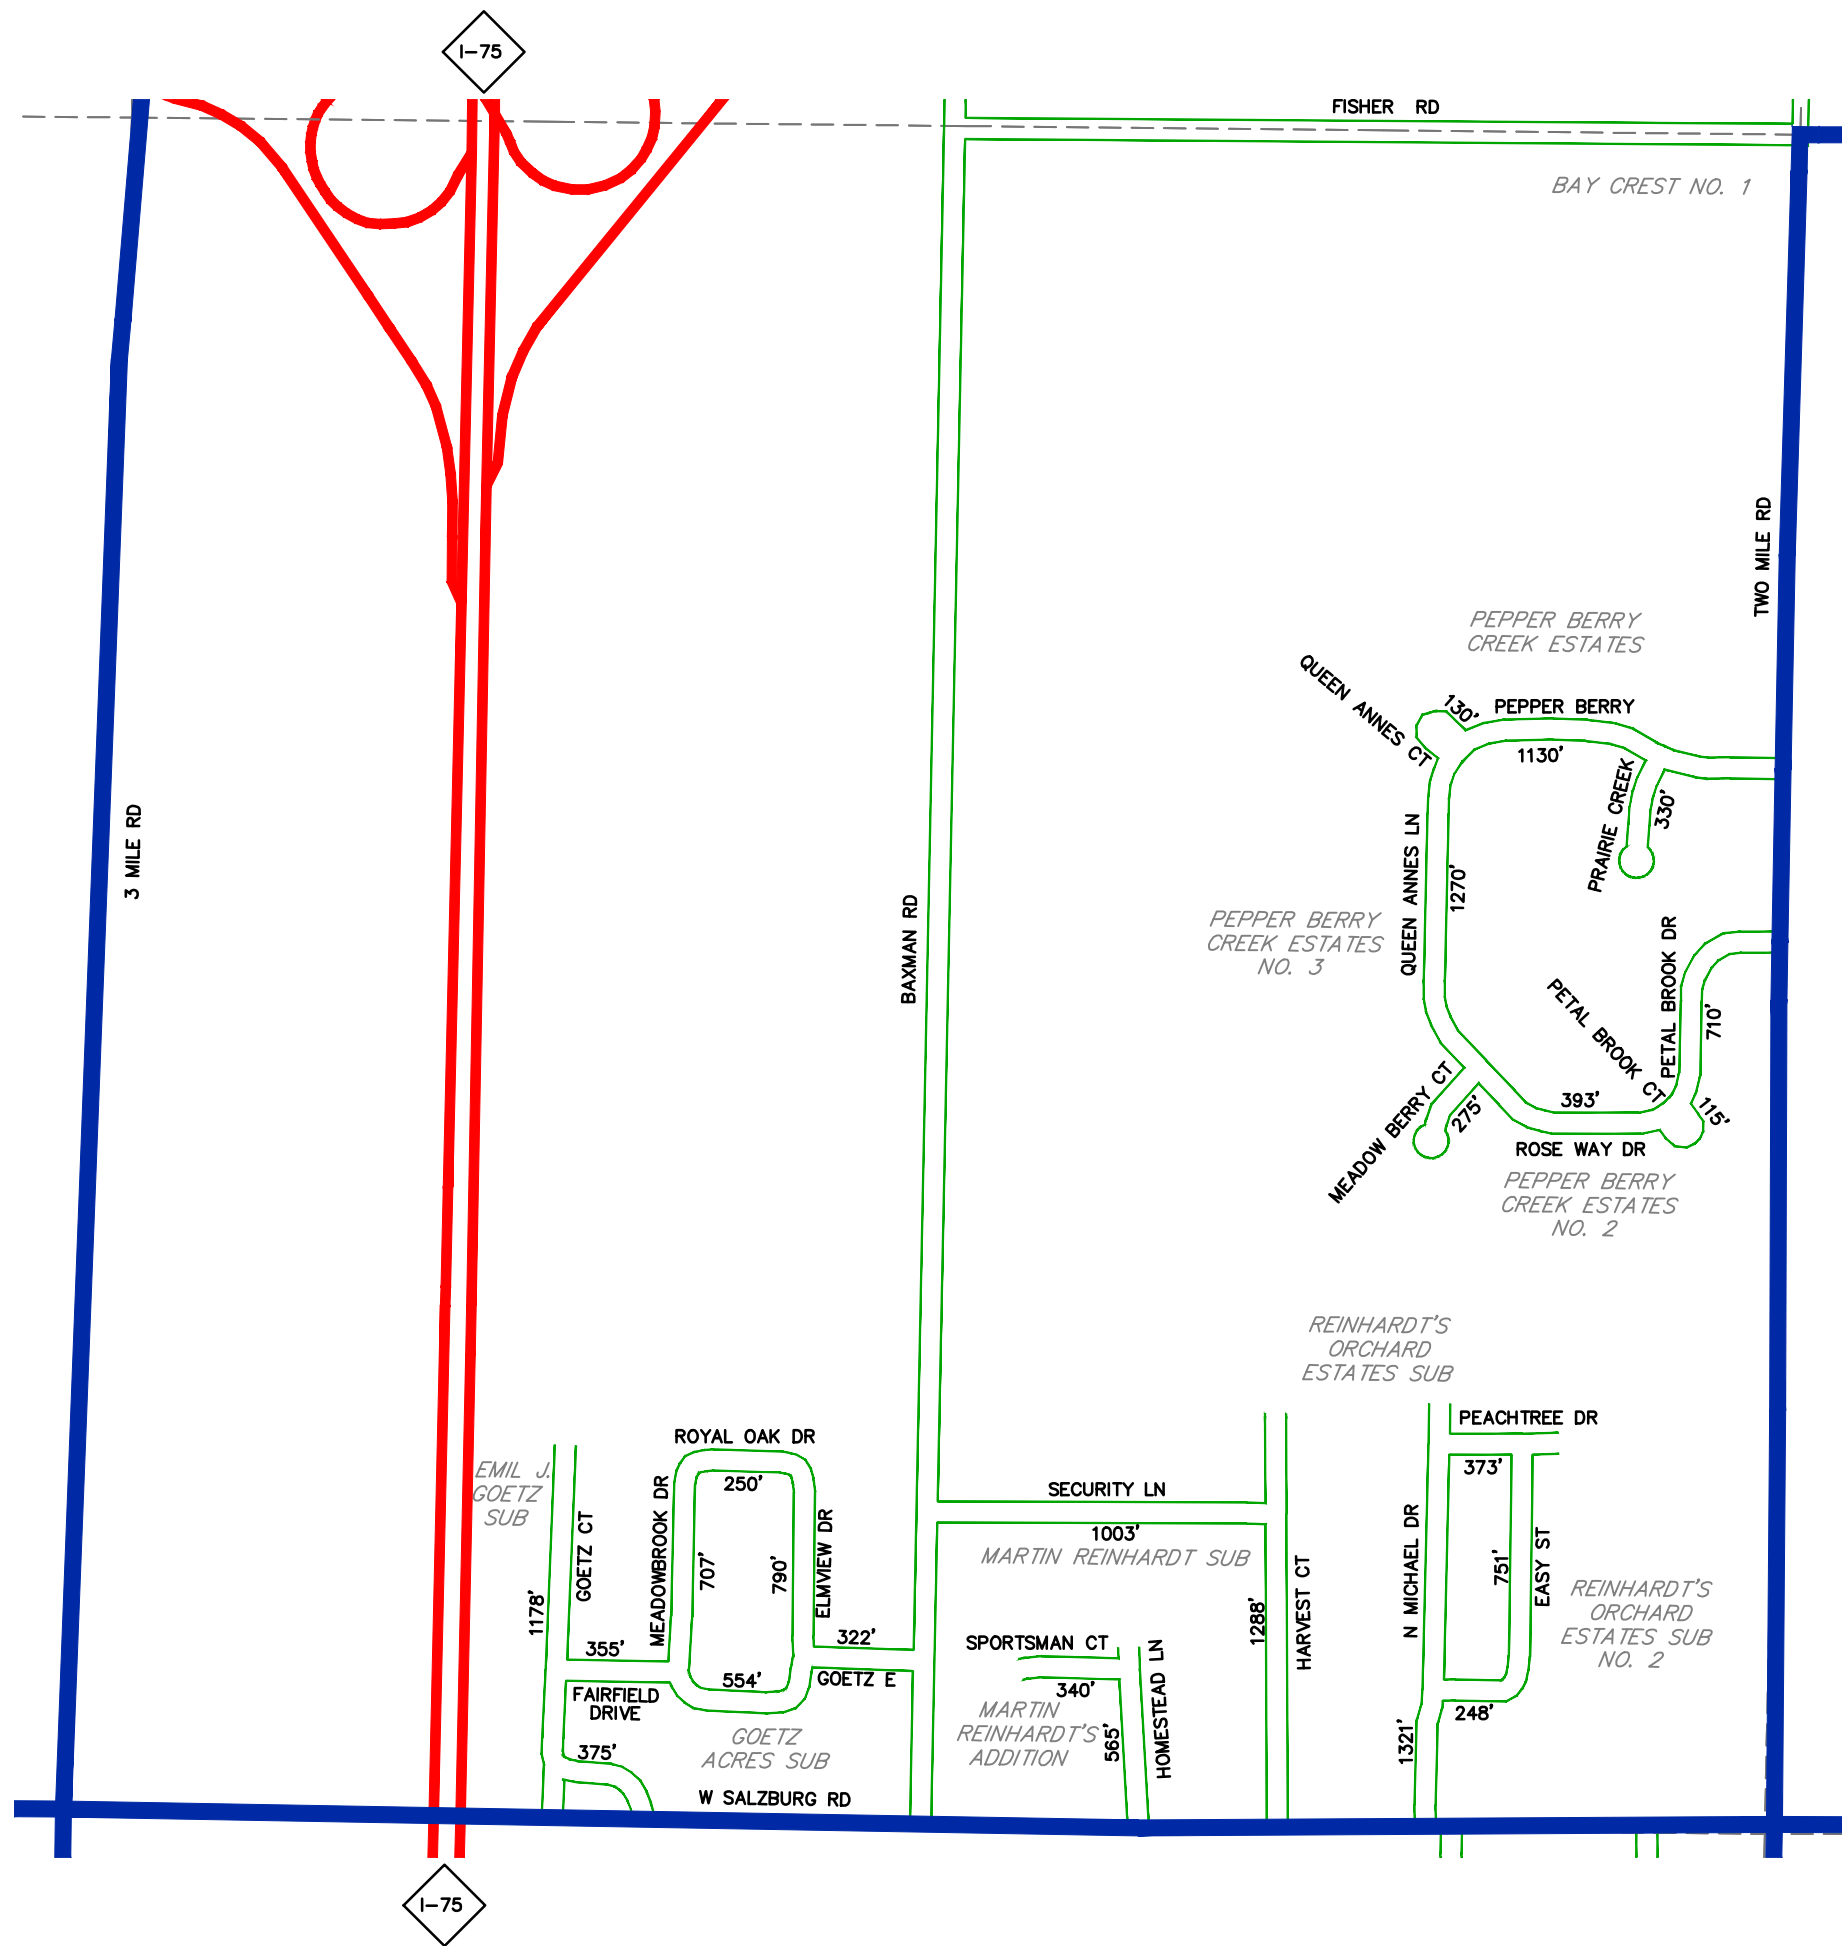 I-75
FISHER RD
BAY CREST NO. 1
TWO MILE RD
PEPPER BERRY
CREEK ESTATES
QUEEN ANNES CT
130'
PEPPER BERRY
1130'
PRAIRIE CREEK
330'
3 MILE RD
QUEEN ANNES LN
1270'
BAXMAN RD
PEPPER BERRY
CREEK ESTATES
NO. 3
PETAL BROOK DR
710'
PETAL BROOK CT
115'
MEADOW BERRY CT
275'
393'
ROSE WAY DR
PEPPER BERRY
CREEK ESTATES
NO. 2
REINHARDT'S
ORCHARD
ESTATES SUB
PEACHTREE DR
373'
ROYAL OAK DR
250'
EMIL J.
GOETZ
SUB
GOETZ CT
1178'
MEADOWBROOK DR
707'
790'
ELMVIEW DR
SECURITY LN
1003'
MARTIN REINHARDT SUB
HARVEST CT
1288'
N MICHAEL DR
751'
EASY ST
REINHARDT'S
ORCHARD
ESTATES SUB
NO. 2
355'
322'
554'
GOETZ E
FAIRFIELD
DRIVE
SPORTSMAN CT
340'
HOMESTEAD LN
565'
MARTIN
REINHARDT'S
ADDITION
248'
1321'
GOETZ
ACRES SUB
375'
W SALZBURG RD
I-75